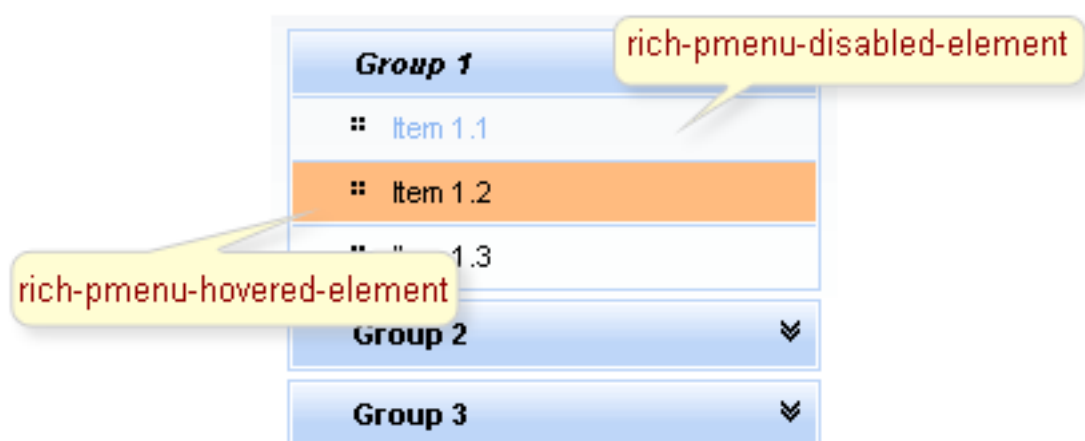 Group 1
rich-pmenu-disabled-element
Item 1.1
Item 1.2
1.3
rich-pmenu-hovered-element
Group 2
Group 3